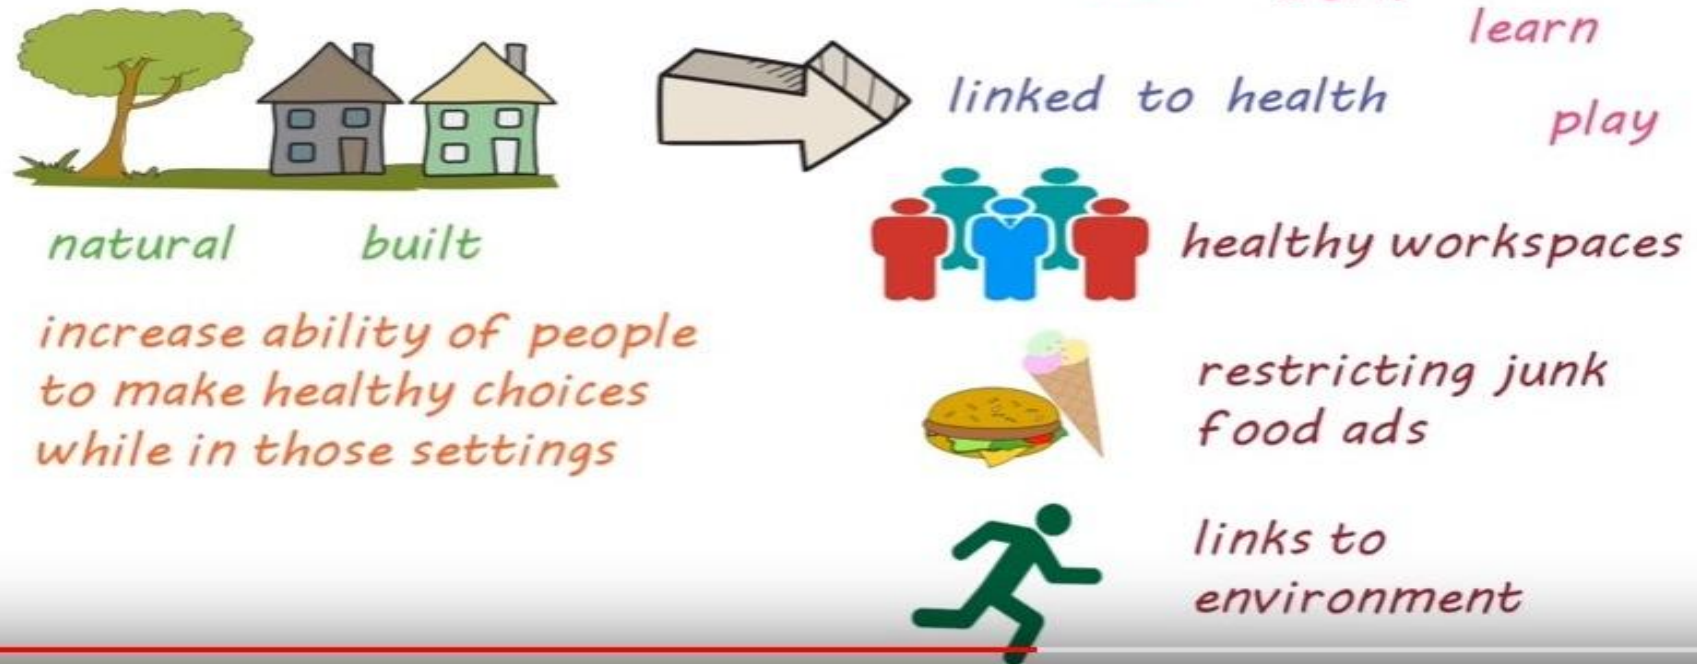 learn
linked to health
play
natural built
healthy workspaces
increase ability of people
to make healthy choices
while in those settings
restricting junk
food ads
links to
environment